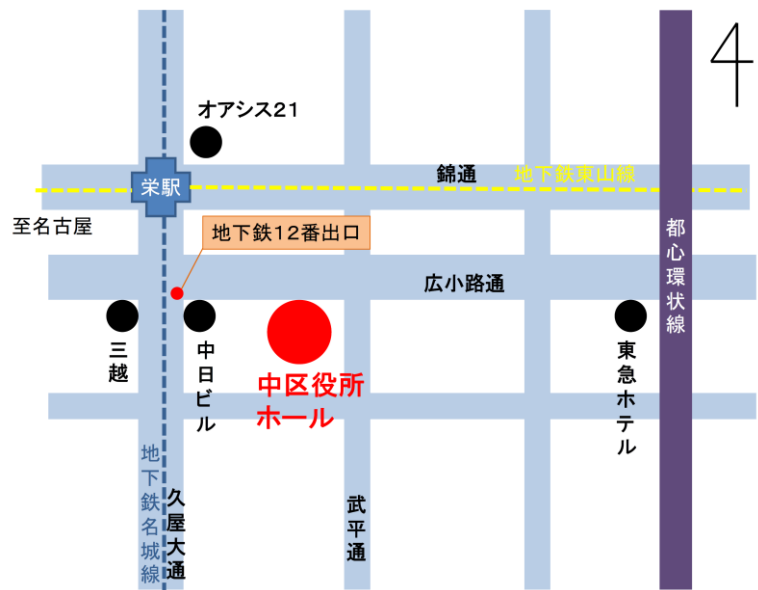 オアシス21
栄駅
錦通
地下鉄東山線
至名古屋
地下鉄12番出口
広小路通
都心環状線
三越
中日ビル
中区役所
ホール
東急ホテル
地下鉄名城線
久屋大通
武平通